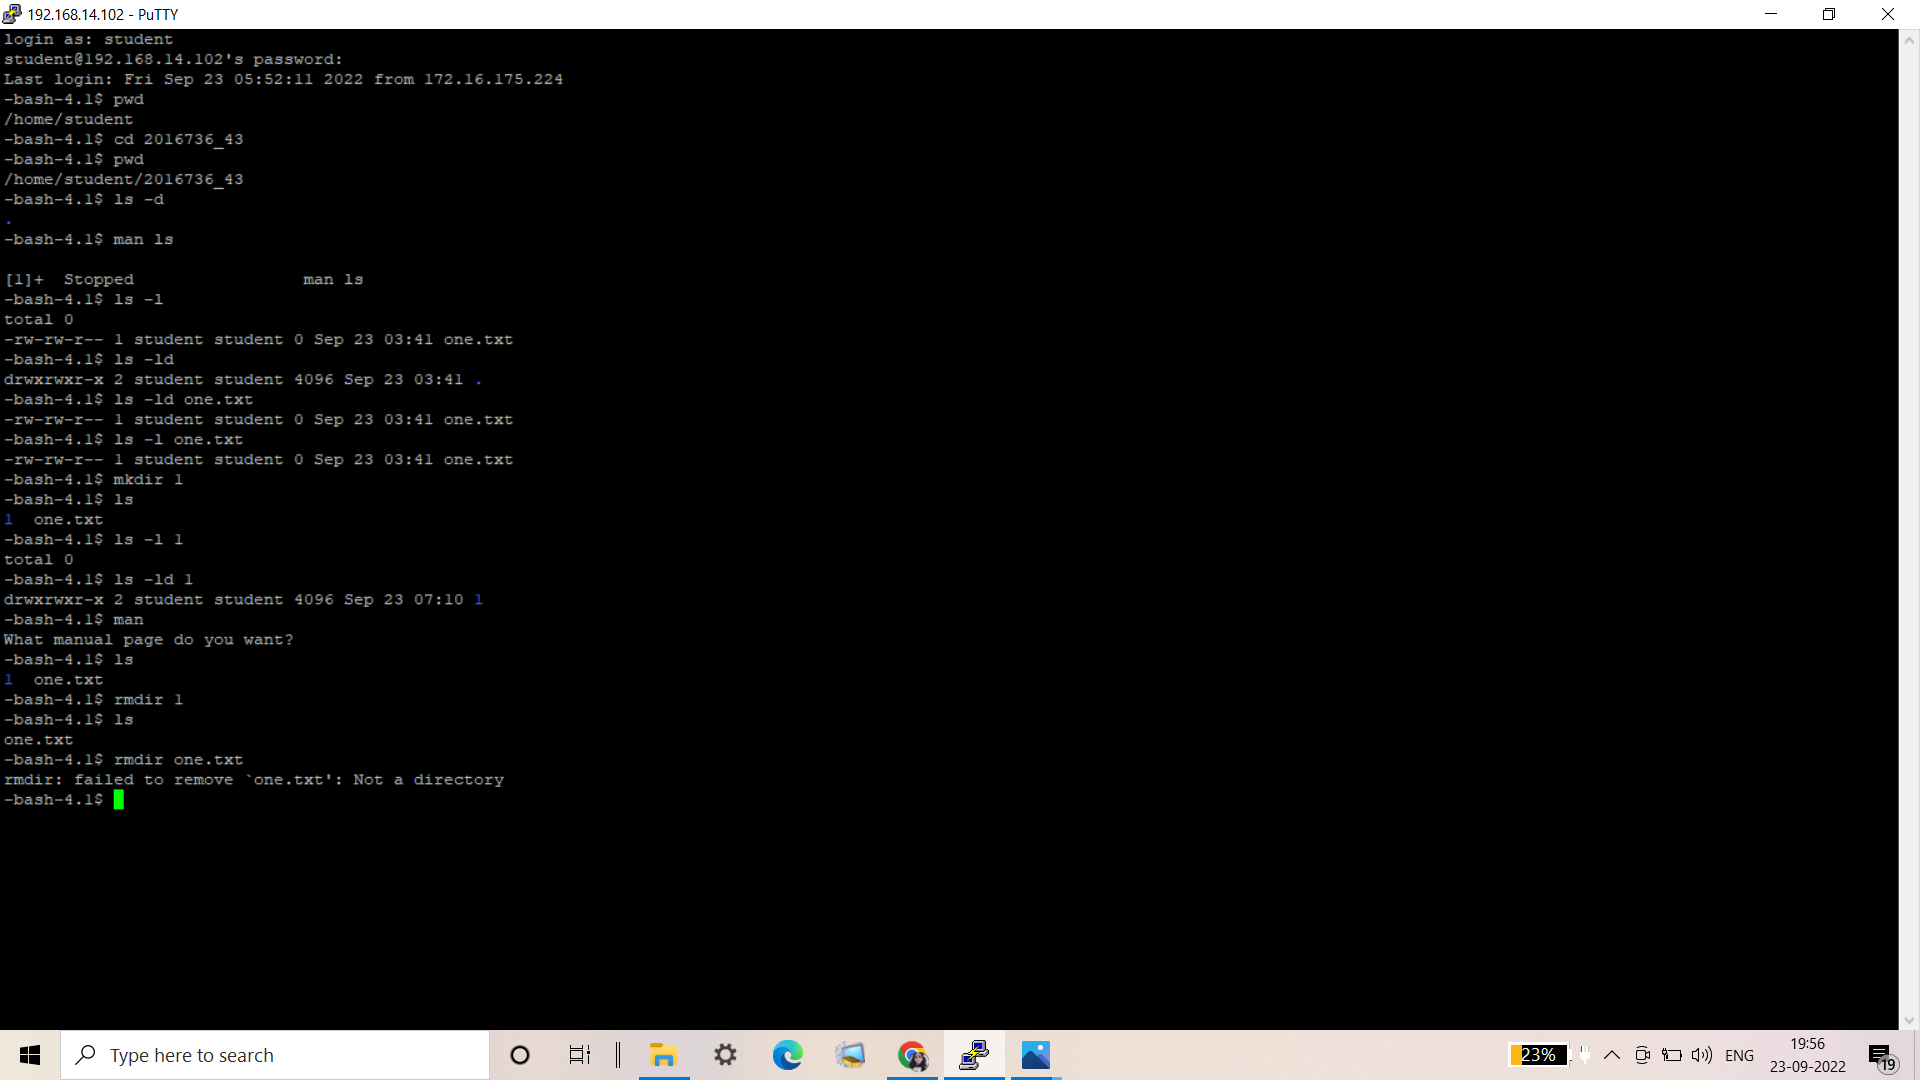 192.168.14.102 - PuTTY
login as: student
student@192.168.14.102's password:
Last login: Fri Sep 23 05:52:11 2022 from 172.16.175.224
-bash-4.1$ pwd
/home/student
-bash-4.1$ cd 2016736_43
-bash-4.1$ pwd
/home/student/2016736_43
-bash-4.1$ ls -d
.
-bash-4.1$ man ls
[1]+  Stopped                 man ls
-bash-4.1$ ls -l
total 0
-rw-rw-r-- 1 student student 0 Sep 23 03:41 one.txt
-bash-4.1$ ls -ld
drwxrwxr-x 2 student student 4096 Sep 23 03:41 .
-bash-4.1$ ls -ld one.txt
-rw-rw-r-- 1 student student 0 Sep 23 03:41 one.txt
-bash-4.1$ ls -l one.txt
-rw-rw-r-- 1 student student 0 Sep 23 03:41 one.txt
-bash-4.1$ mkdir 1
-bash-4.1$ ls
1  one.txt
-bash-4.1$ ls -l 1
total 0
-bash-4.1$ ls -ld 1
drwxrwxr-x 2 student student 4096 Sep 23 07:10 1
-bash-4.1$ man
What manual page do you want?
-bash-4.1$ ls
1  one.txt
-bash-4.1$ rmdir 1
-bash-4.1$ ls
one.txt
-bash-4.1$ rmdir one.txt
rmdir: failed to remove `one.txt': Not a directory
-bash-4.1$
Type here to search
23%
ENG
19:56
23-09-2022
19